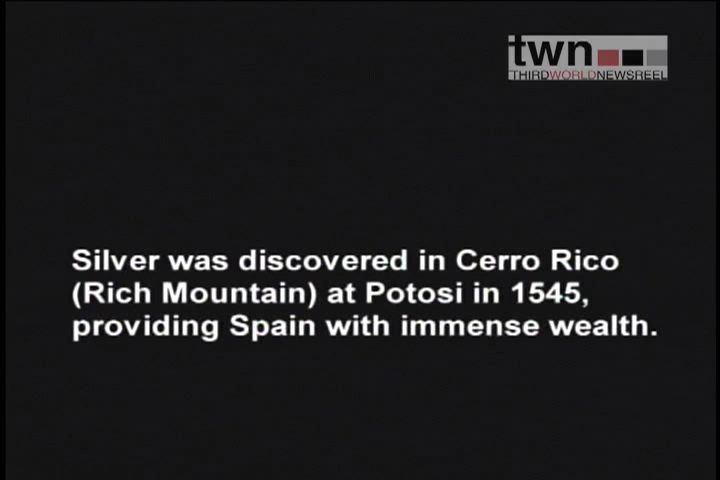 twn
THIRDWORLDNEWSREEL
Silver was discovered in Cerro Rico
(Rich Mountain) at Potosi in 1545,
providing Spain with immense wealth.